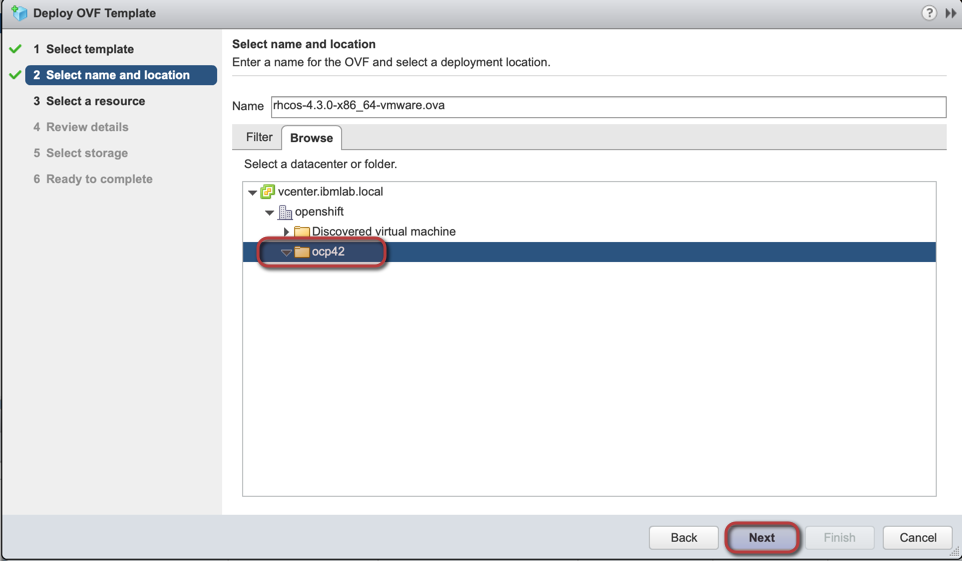 Deploy OVF Template
?
1 Select template
2 Select name and location
3 Select a resource
4 Review details
5 Select storage
6 Ready to complete
Select name and location
Enter a name for the OVF and select a deployment location.
Name rhcos-4.3.0-x86_64-vmware.ova
Filter Browse
Select a datacenter or folder.
vcenter.ibmlab.local
openshift
Discovered virtual machine
ocp42
Back Next Finish Cancel